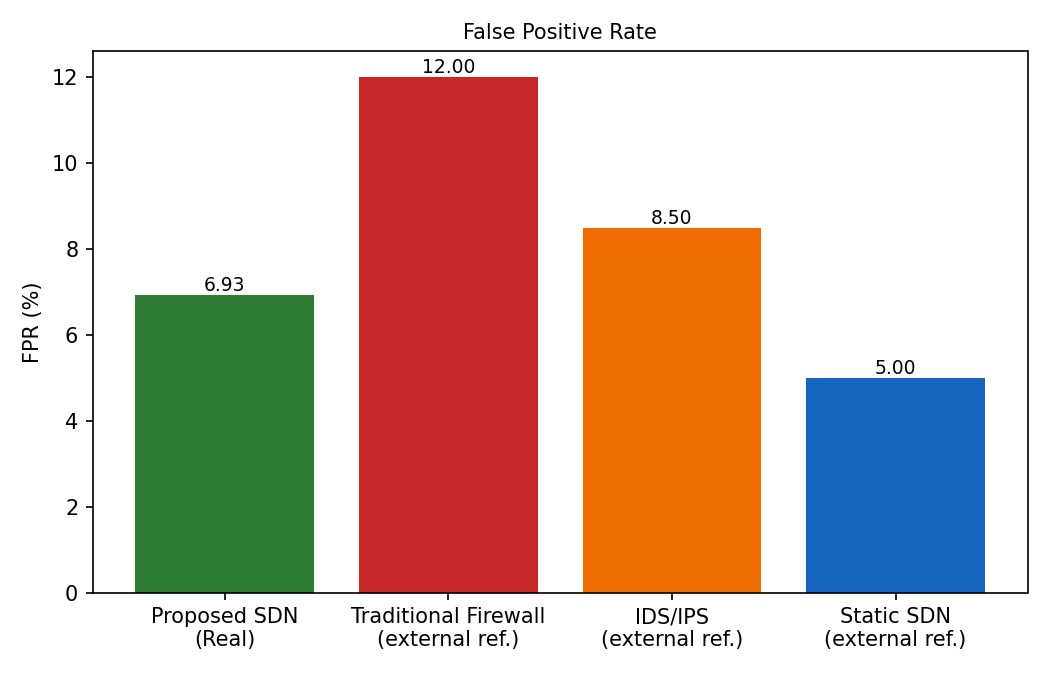 False Positive Rate
12.00
8.50
6.93
5.00
FPR (%)
12
10
8
6
4
2
0
Proposed SDN
(Real)
Traditional Firewall
(external ref.)
IDS/IPS
(external ref.)
Static SDN
(external ref.)